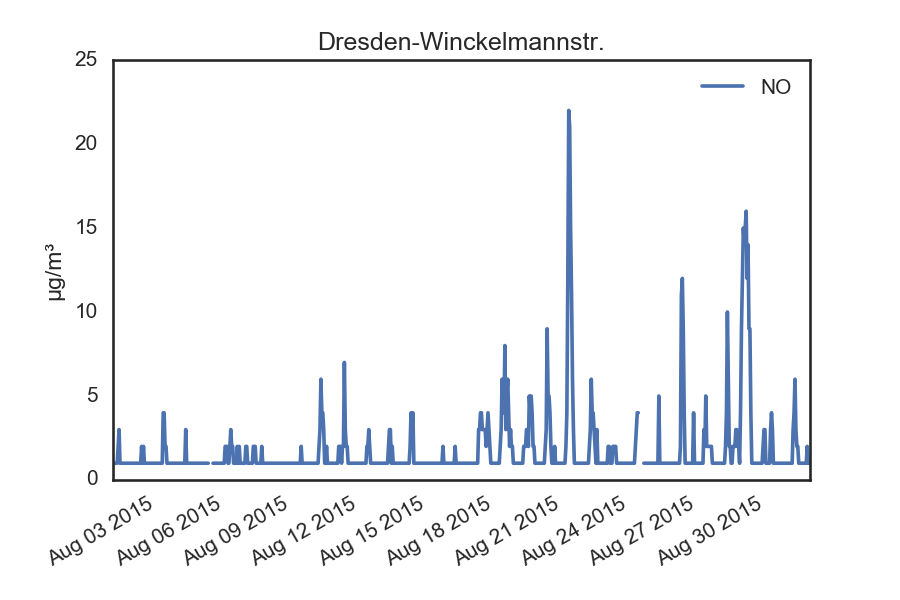 Dresden-Winckelmannstr.
NO
µg/m³
25
20
15
10
5
0
Aug 03 2015
Aug 06 2015
Aug 09 2015
Aug 12 2015
Aug 15 2015
Aug 18 2015
Aug 21 2015
Aug 24 2015
Aug 27 2015
Aug 30 2015